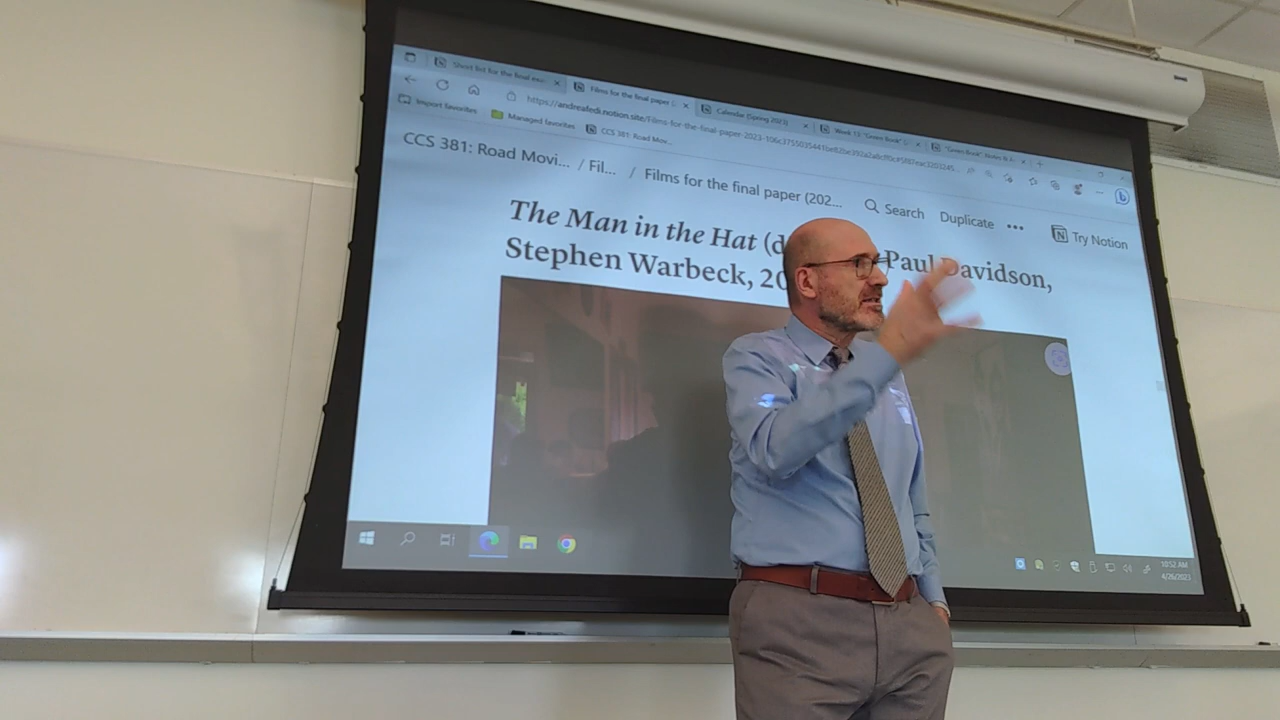 Short list for the final exa...
Films for the final paper (
Calendar (Spring 2023)
Week 13: "Green Book" (
"Green Book". Notes & A
https://andreafedi.notion.site/Films-for-the-final-paper-2023-
Import favorites
Managed favorites
CCS 381: Road Mov...
CCS 381: Road Movi... / Fil... / Films for the final paper (202...
Search
Duplicate
Try Notion
The Man in the Hat (d Paul Davidson,
Stephen Warbeck, 20
10:52 AM
4/26/2023